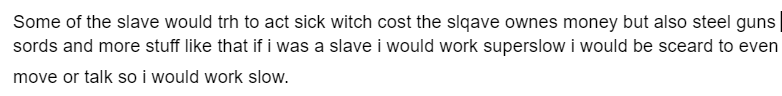 Some of the slave would trh to act sick witch cost the slqave ownes money but also steel guns
sords and more stuff like that if i was a slave i would work superslow i would be sceard to even
move or talk so i would work slow.